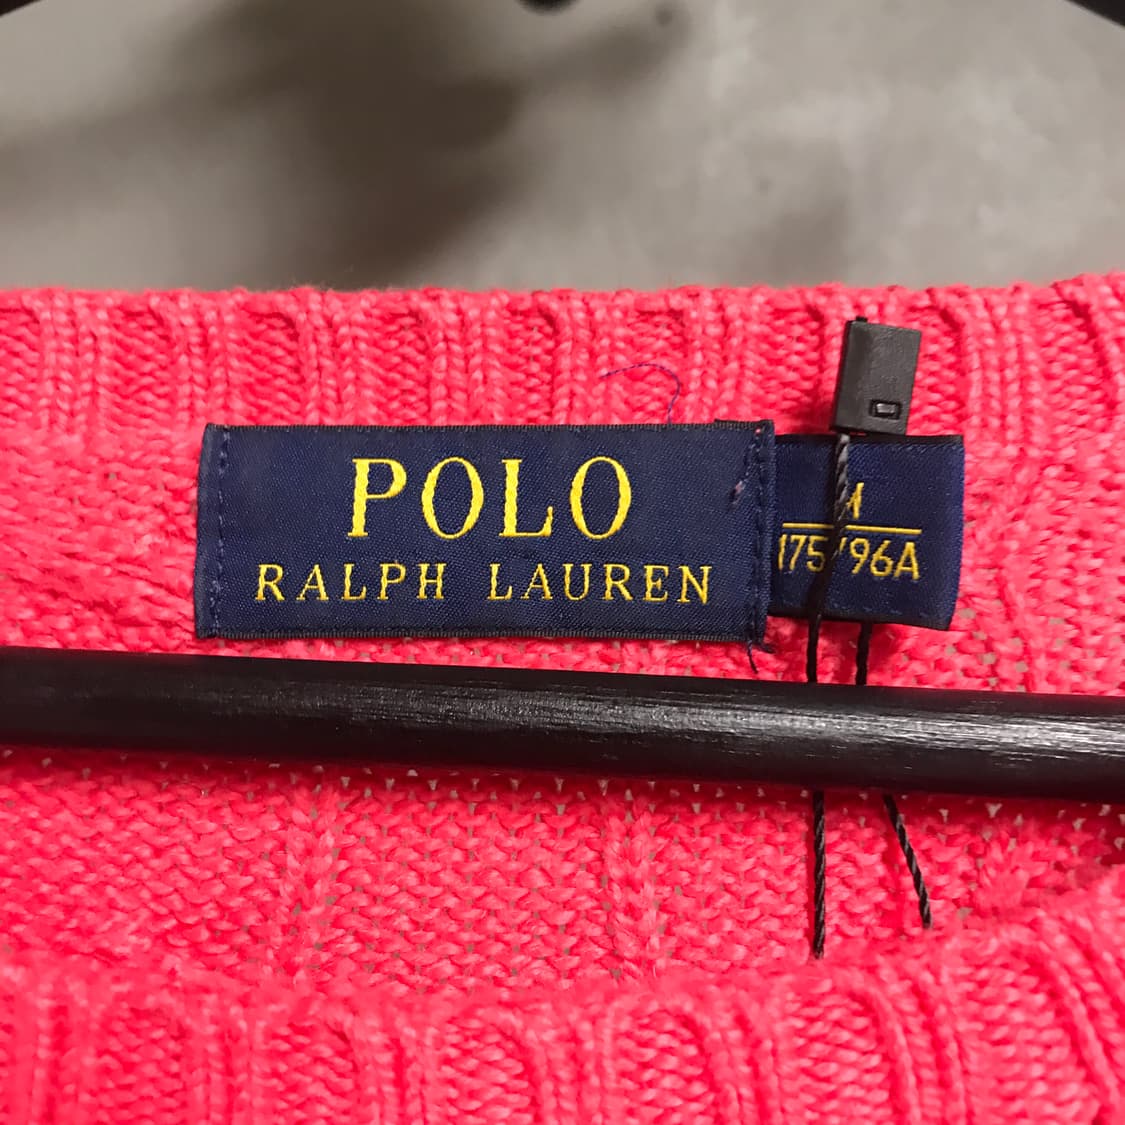 POLO
RALPH LAUREN
M
175/96A